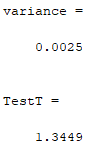 variance =
0.0025
TestT =
1.3449